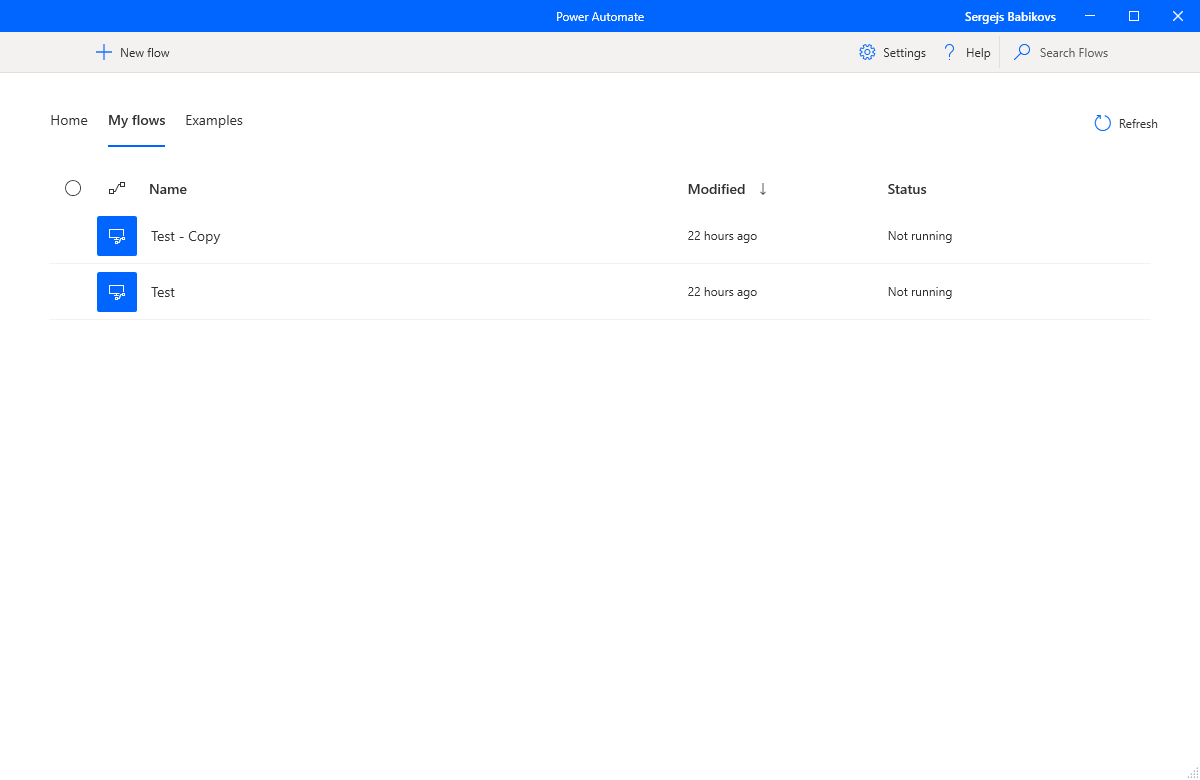 Power Automate Sergejs Babikovs
New flow Settings Help Search Flows
Home My flows Examples Refresh
Name Modified Status
Test - Copy 22 hours ago Not running
Test 22 hours ago Not running